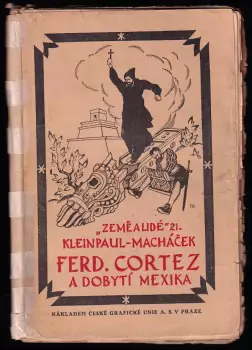 „ZEMĚ A LIDÉ" 21.
KLEINPAUL-MACHÁČEK
FERD. CORTEZ
A DOBYTÍ MEXIKA
NÁKLADEM ČESKÉ GRAFICKÉ UNIE A. S. V PRAZE